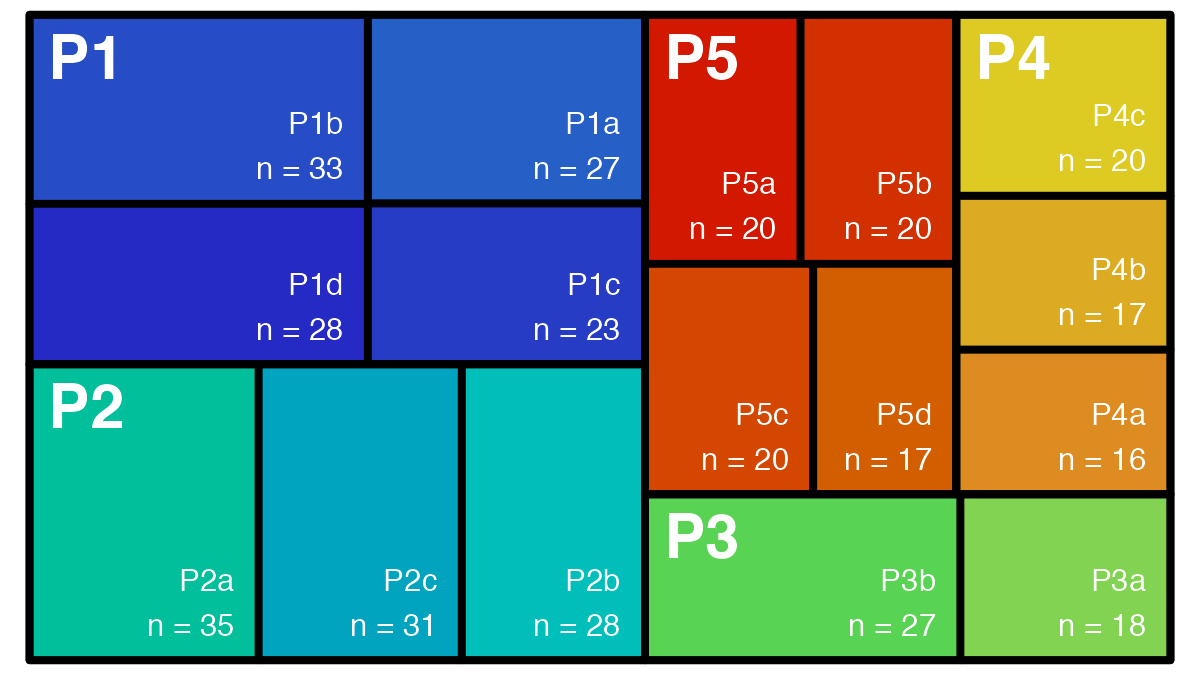 P1
P1b
n = 33
P1a
n = 27
P1d
n = 28
P1c
n = 23
P2
P2a
n = 35
P2c
n = 31
P2b
n = 28
P5
P5a
n = 20
P5b
n = 20
P5c
n = 20
P5d
n = 17
P4
P4c
n = 20
P4b
n = 17
P4a
n = 16
P3
P3b
n = 27
P3a
n = 18